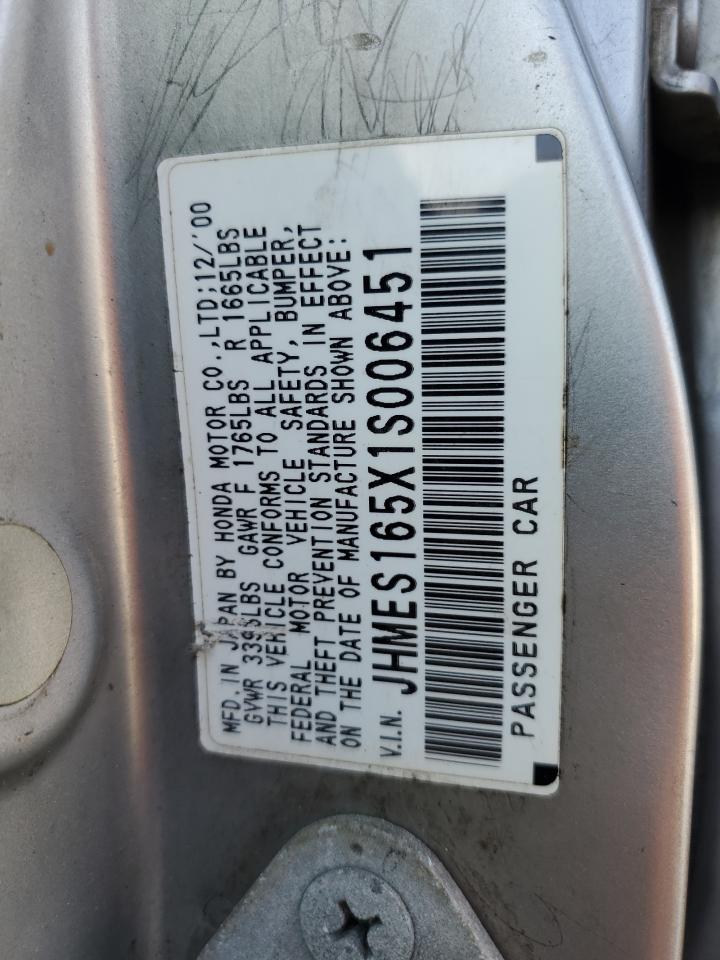 MFD. IN JAPAN BY HONDA MOTOR CO.,LTD;12/'00
GVWR LBS GAWR F 1765LBS R 1665LBS
THIS VEHICLE CONFORMS TO ALL APPLICABLE
FEDERAL MOTOR VEHICLE SAFETY, BUMPER,
AND THEFT PREVENTION STANDARDS IN EFFECT
ON THE DATE OF MANUFACTURE SHOWN ABOVE:
V.I.N. JHMES165X1S006451
PASSENGER CAR